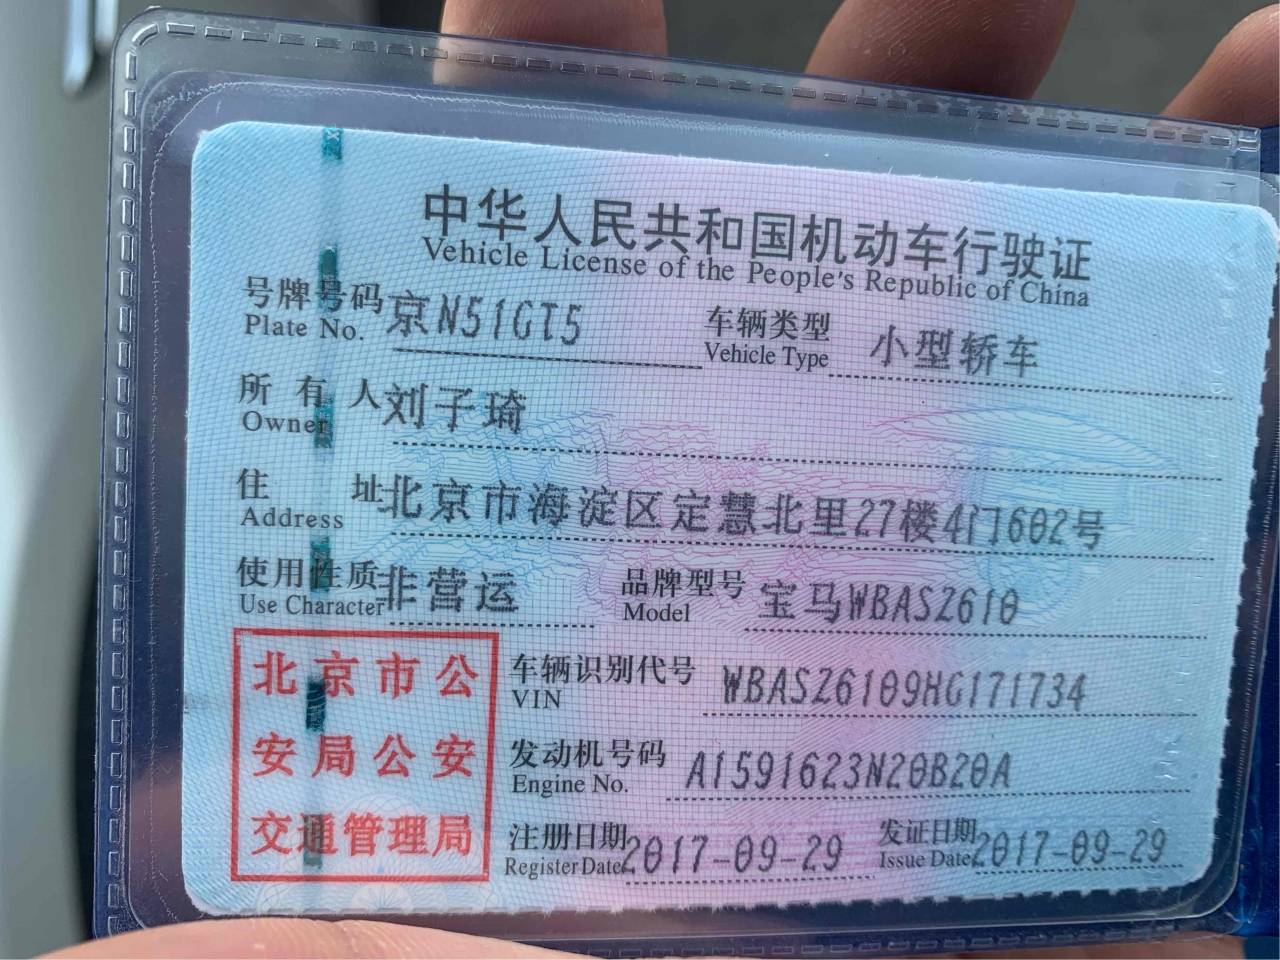 中华人民共和国机动车行驶证
Vehicle License of the People's Republic of China
号牌号码 京N51GT5 车辆类型 小型轿车
Plate No. Vehicle Type
所有人 刘子琦
Owner
住址 北京市海淀区定慧北里27楼4门602号
Address
使用性质 非营运 品牌型号 宝马WBASZ610
Use Character Model
北京市公
安局公安
交通管理局
车辆识别代号 WBASZ6109HG171734
VIN
发动机号码 A1591623N20B20A
Engine No.
注册日期 2017-09-29 发证日期 2017-09-29
Register Date Issue Date